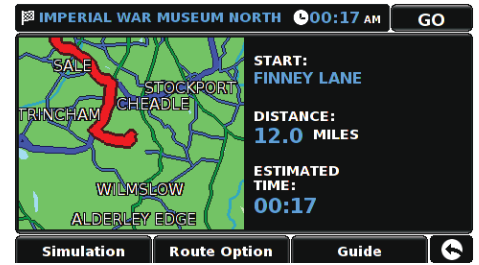 IMPERIAL WAR MUSEUM NORTH 00:17 AM GO
SALE
STOCKPORT
TRINCHAM
CHEADLE
WILMSLOW
ALDERLEY EDGE
START:
FINNEY LANE
DISTANCE:
12.0 MILES
ESTIMATED
TIME:
00:17
Simulation Route Option Guide